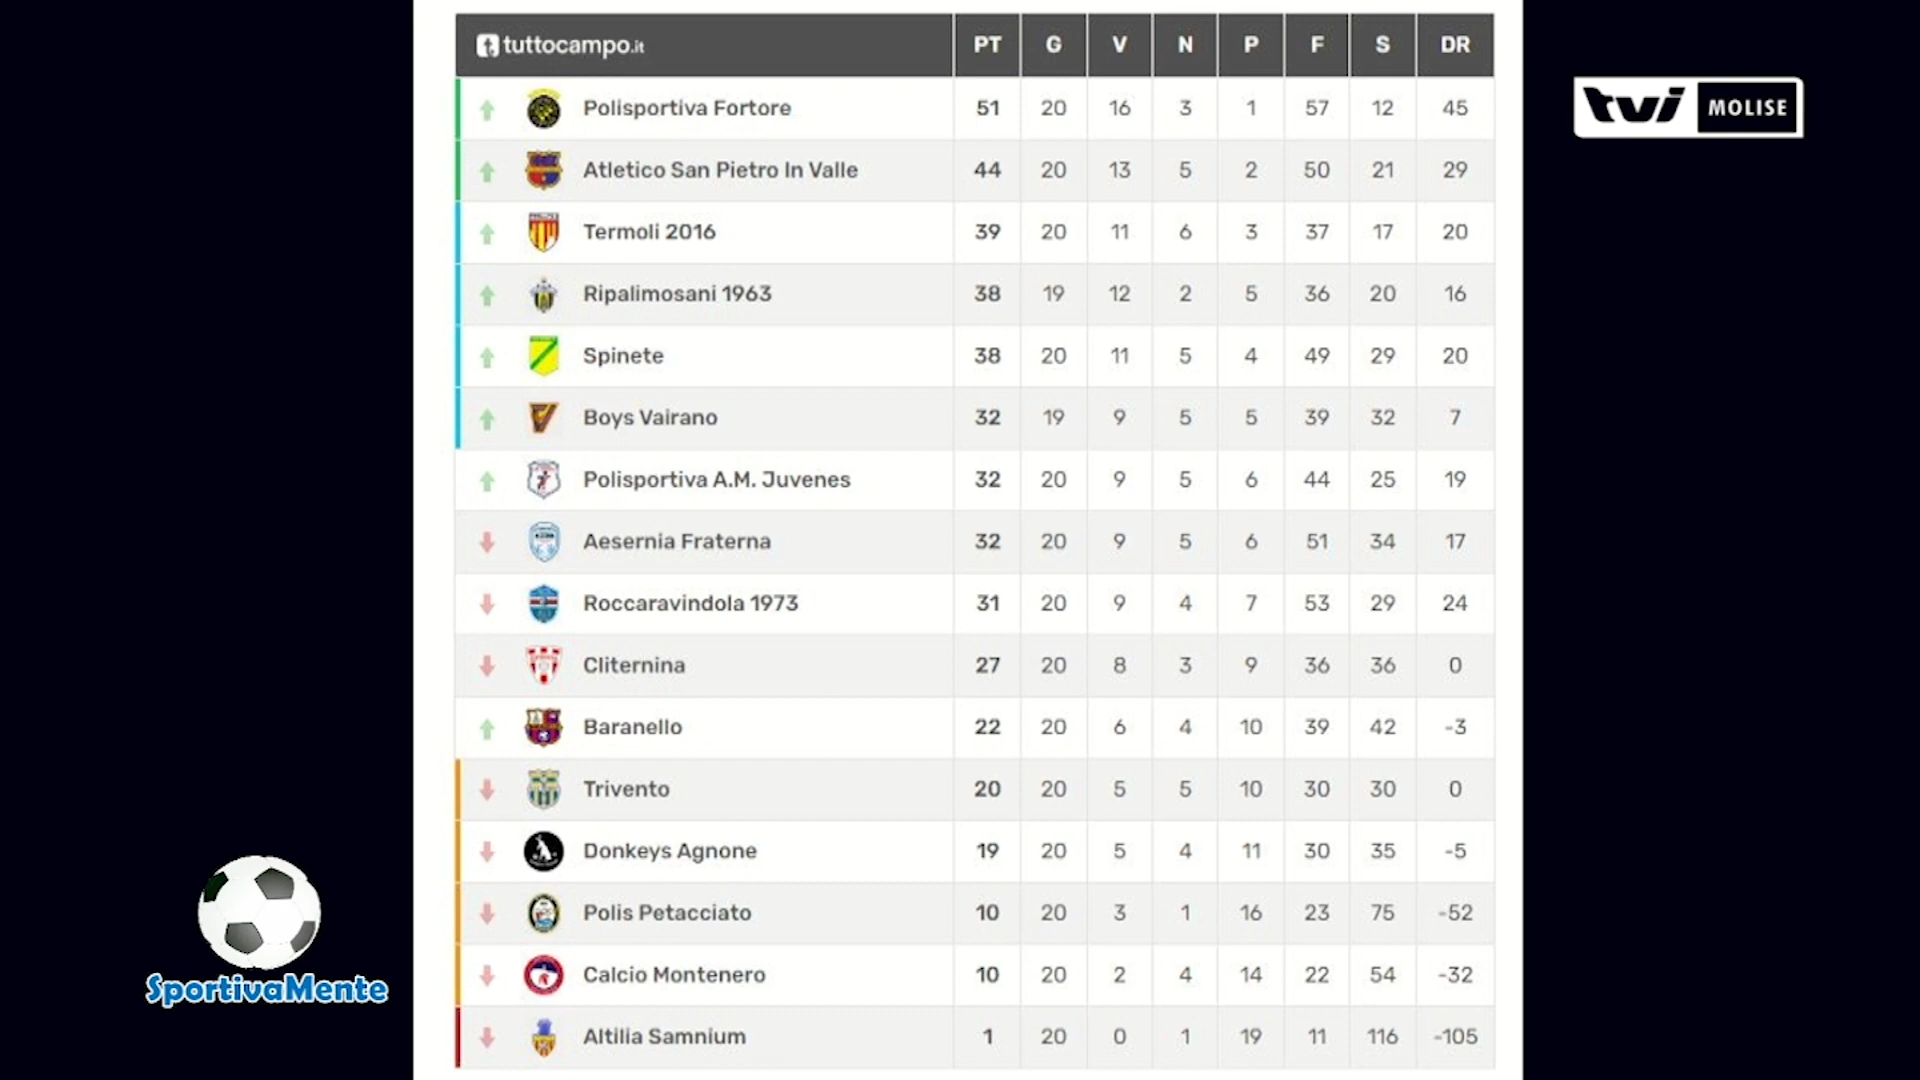 tuttocampo.it PT G V N P F S DR
Polisportiva Fortore 51 20 16 3 1 57 12 45
Atletico San Pietro In Valle 44 20 13 5 2 50 21 29
Termoli 2016 39 20 11 6 3 37 17 20
Ripalimosani 1963 38 19 12 2 5 36 20 16
Spinete 38 20 11 5 4 49 29 20
Boys Vairano 32 19 9 5 5 39 32 7
Polisportiva A.M. Juvenes 32 20 9 5 6 44 25 19
Aesernia Fraterna 32 20 9 5 6 51 34 17
Roccaravindola 1973 31 20 9 4 7 53 29 24
Cliternina 27 20 8 3 9 36 36 0
Baranello 22 20 6 4 10 39 42 -3
Trivento 20 20 5 5 10 30 30 0
Donkeys Agnone 19 20 5 4 11 30 35 -5
Polis Petacciato 10 20 3 1 16 23 75 -52
Calcio Montenero 10 20 2 4 14 22 54 -32
Altilia Samnium 1 20 0 1 19 11 116 -105
tvi MOLISE
SportivaMente